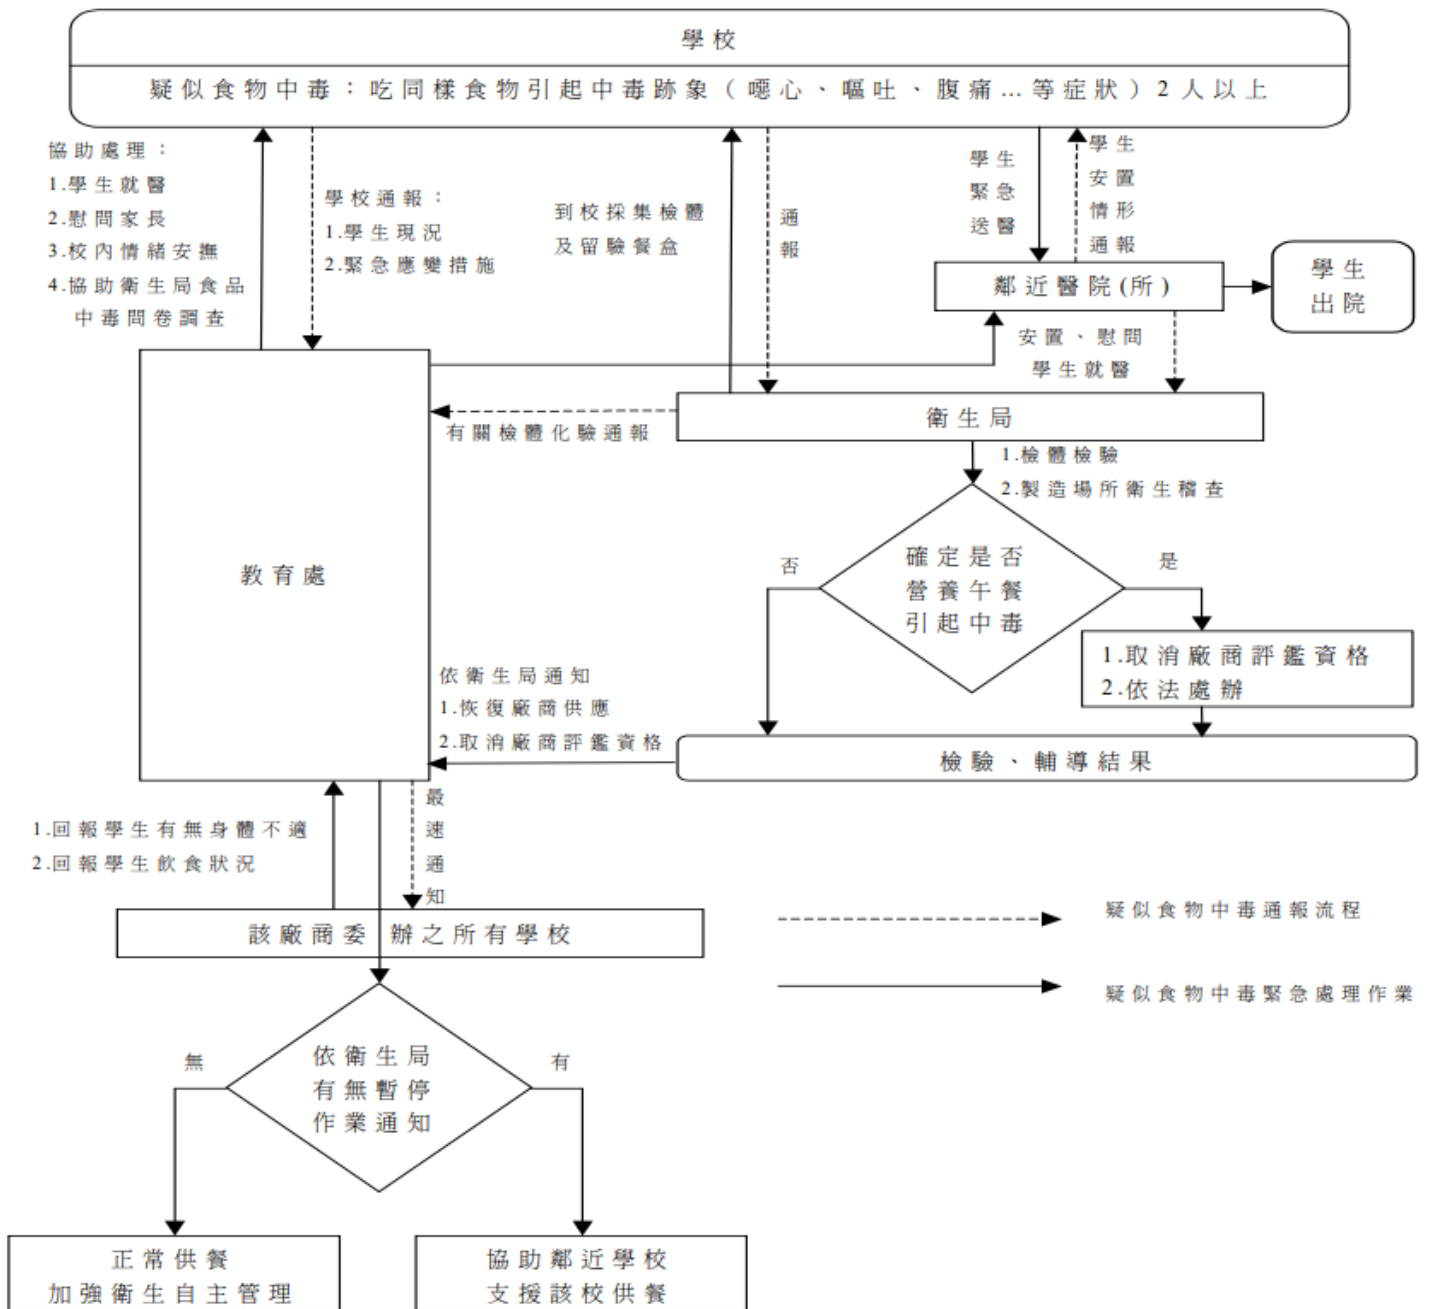 學校
疑似食物中毒：吃同樣食物引起中毒跡象（噁心、嘔吐、腹痛...等症狀）2 人以上
協助處理：
1.學生就醫
2.慰問家長
3.校內情緒安撫
4.協助衛生局食品
中毒問卷調查
學校通報：
1.學生現況
2.緊急應變措施
到校採集檢體
及留驗餐盒
通
報
學生
緊急
送醫
學生
安置
情形
通報
鄰近醫院(所)
學生
出院
安置、慰問
學生就醫
衛生局
有關檢體化驗通報
1.檢體檢驗
2.製造場所衛生稽查
教育處
確定是否
營養午餐
引起中毒
否
是
1.取消廠商評鑑資格
2.依法處辦
依衛生局通知
1.恢復廠商供應
2.取消廠商評鑑資格
檢驗、輔導結果
1.回報學生有無身體不適
2.回報學生飲食狀況
最
速
通
知
該廠商委辦之所有學校
疑似食物中毒通報流程
疑似食物中毒緊急處理作業
依衛生局
有無暫停
作業通知
無
有
正常供餐
加強衛生自主管理
協助鄰近學校
支援該校供餐